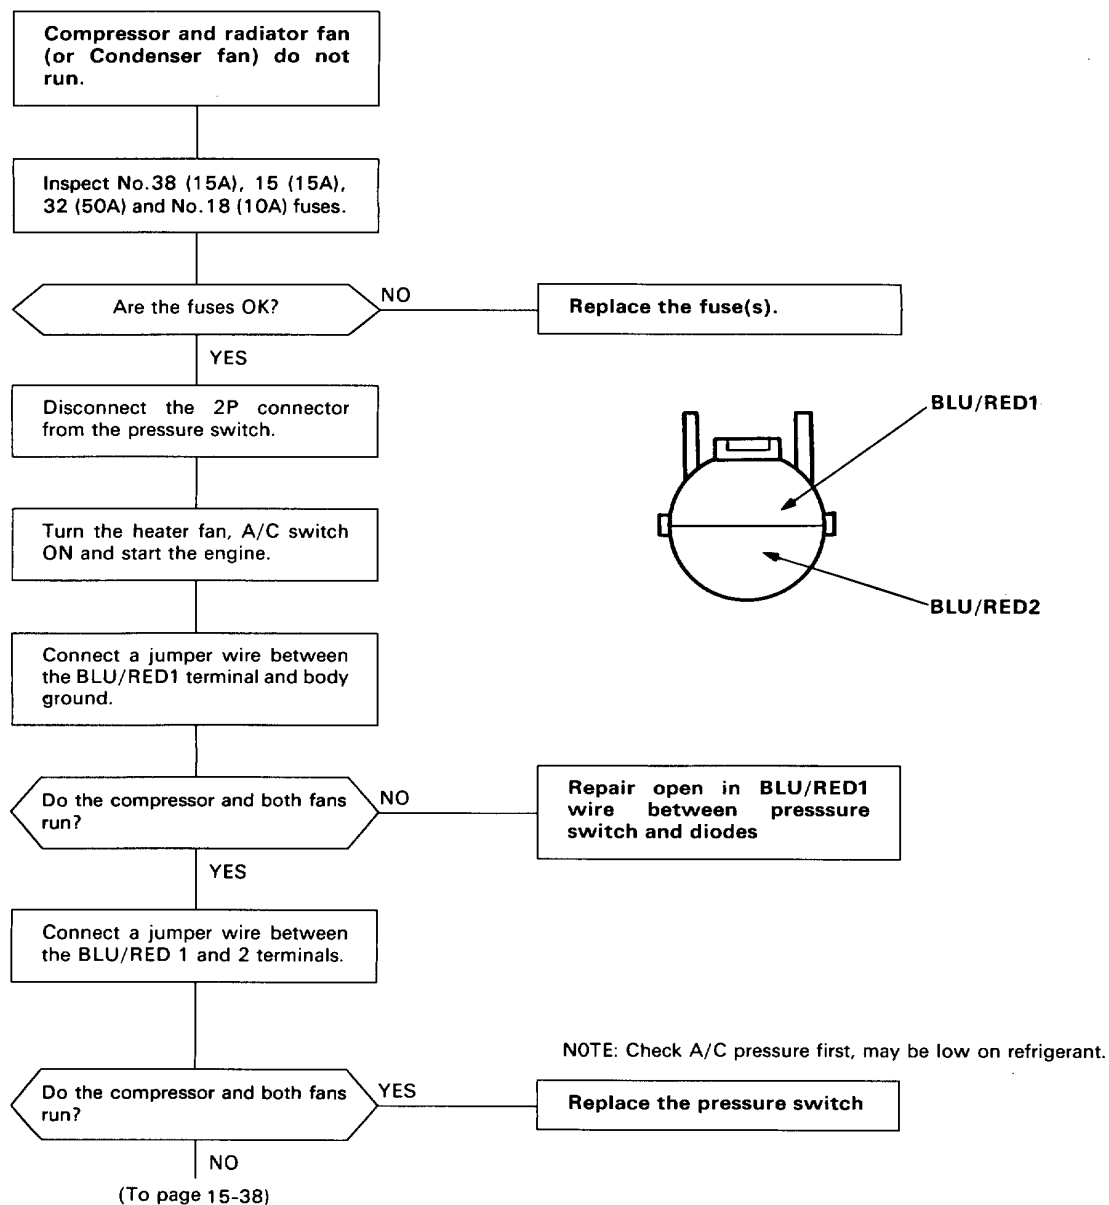 Compressor and radiator fan
(or Condenser fan) do not
run.
Inspect No.38 (15A), 15 (15A),
32 (50A) and No.18 (10A) fuses.
Are the fuses OK?
NO
Replace the fuse(s).
YES
Disconnect the 2P connector
from the pressure switch.
BLU/RED1
Turn the heater fan, A/C switch
ON and start the engine.
BLU/RED2
Connect a jumper wire between
the BLU/RED1 terminal and body
ground.
Do the compressor and both fans
run?
NO
Repair open in BLU/RED1
wire between presssure
switch and diodes
YES
Connect a jumper wire between
the BLU/RED 1 and 2 terminals.
NOTE: Check A/C pressure first, may be low on refrigerant.
Do the compressor and both fans
run?
YES
Replace the pressure switch
NO
(To page 15-38)